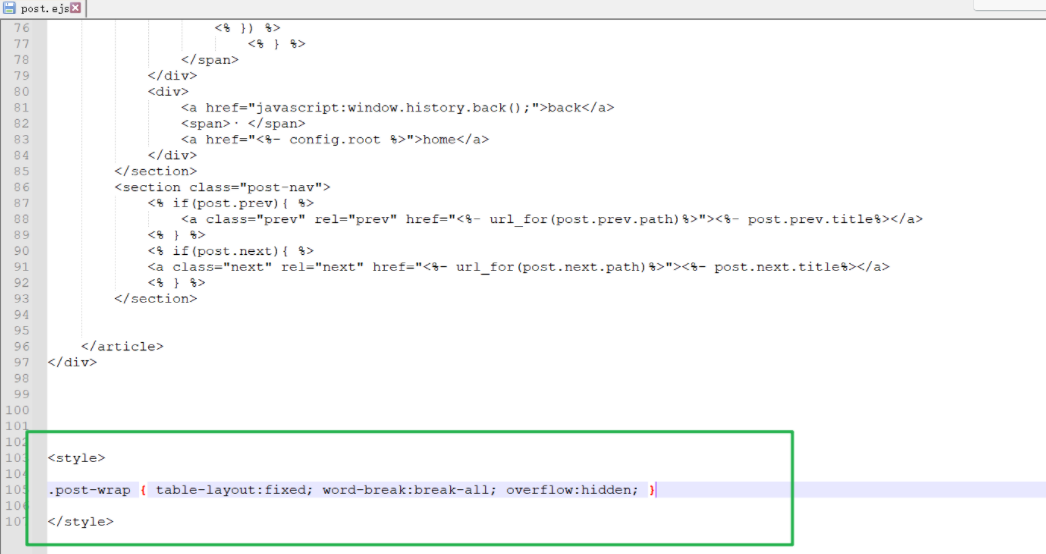 post.ejs
76 <% }) %>
77 <% } %>
78 </span>
79 </div>
80 <div>
81 <a href="javascript:window.history.back();">back</a>
82 <span>· </span>
83 <a href="<%- config.root %>">home</a>
84 </div>
85 </section>
86 <section class="post-nav">
87 <% if(post.prev){ %>
88 <a class="prev" rel="prev" href="<%- url_for(post.prev.path)%>"><%- post.prev.title%></a>
89 <% } %>
90 <% if(post.next){ %>
91 <a class="next" rel="next" href="<%- url_for(post.next.path)%>"><%- post.next.title%></a>
92 <% } %>
93 </section>
94
95
96 </article>
97 </div>
98
99
100
101
102
103 <style>
104
105 .post-wrap { table-layout:fixed; word-break:break-all; overflow:hidden; }
106
107 </style>